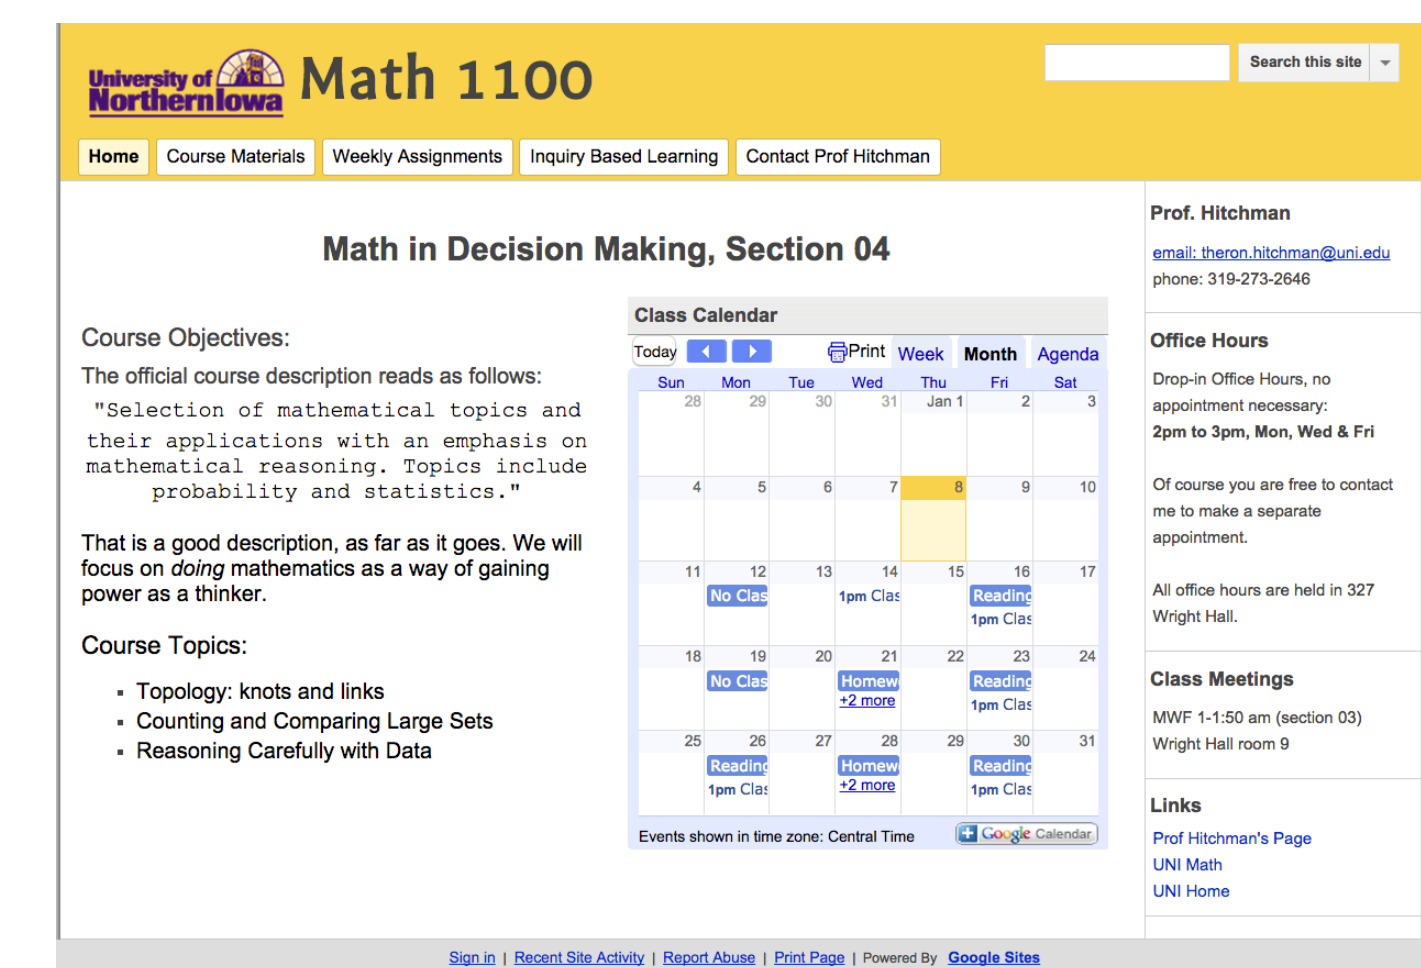 University of
Northern Iowa
Math 1100
Search this site
Home
Course Materials
Weekly Assignments
Inquiry Based Learning
Contact Prof Hitchman
Math in Decision Making, Section 04
Course Objectives:
The official course description reads as follows:
"Selection of mathematical topics and
their applications with an emphasis on
mathematical reasoning. Topics include
probability and statistics."
That is a good description, as far as it goes. We will
focus on doing mathematics as a way of gaining
power as a thinker.
Course Topics:
Topology: knots and links
Counting and Comparing Large Sets
Reasoning Carefully with Data
Class Calendar
Today Print Week Month Agenda
Sun Mon Tue Wed Thu Fri Sat
28 29 30 31 Jan 1 2 3
4 5 6 7 8 9 10
11 12 13 14 15 16 17
No Clas 1pm Clas Reading
1pm Clas
18 19 20 21 22 23 24
No Clas Homew Reading
+2 more 1pm Clas
25 26 27 28 29 30 31
Reading Homew Reading
1pm Clas +2 more 1pm Clas
Events shown in time zone: Central Time
Google Calendar
Prof. Hitchman
email: theron.hitchman@uni.edu
phone: 319-273-2646
Office Hours
Drop-in Office Hours, no
appointment necessary:
2pm to 3pm, Mon, Wed & Fri
Of course you are free to contact
me to make a separate
appointment.
All office hours are held in 327
Wright Hall.
Class Meetings
MWF 1-1:50 am (section 03)
Wright Hall room 9
Links
Prof Hitchman's Page
UNI Math
UNI Home
Sign in | Recent Site Activity | Report Abuse | Print Page | Powered By Google Sites